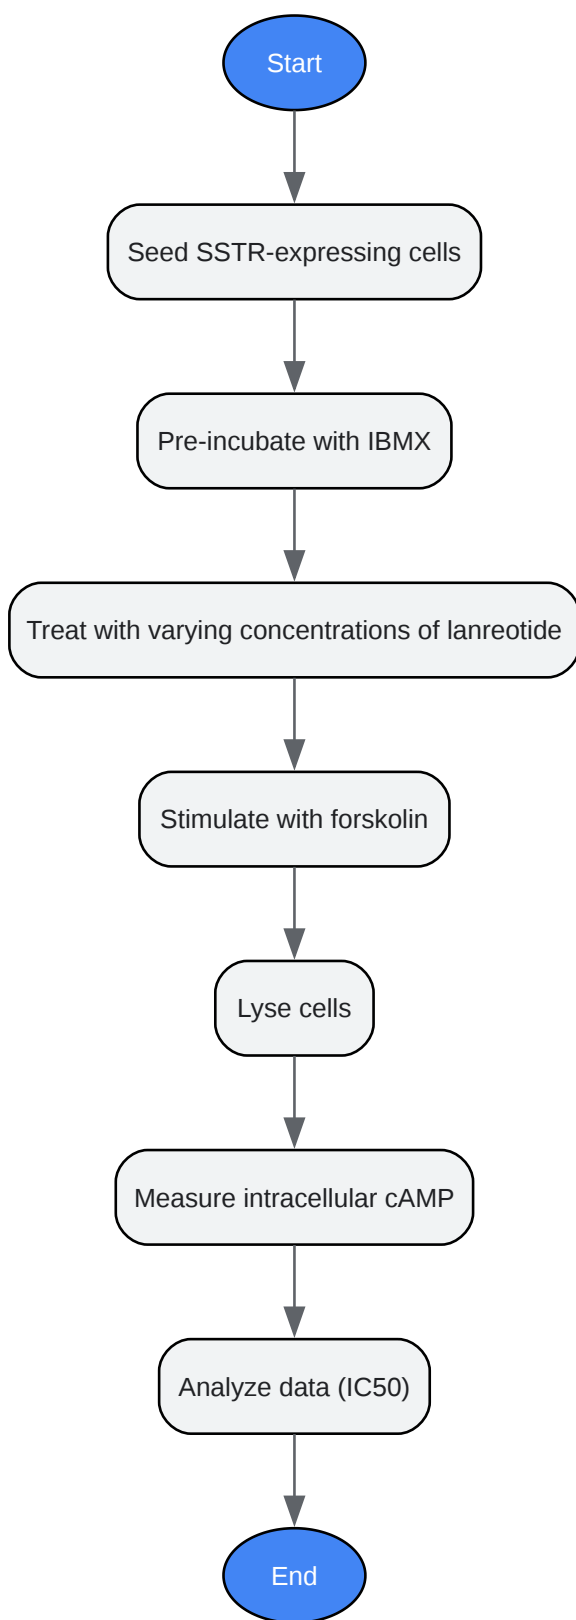 Start
Seed SSTR-expressing cells
Pre-incubate with IBMX
Treat with varying concentrations of lanreotide
Stimulate with forskolin
Lyse cells
Measure intracellular cAMP
Analyze data (IC50)
End